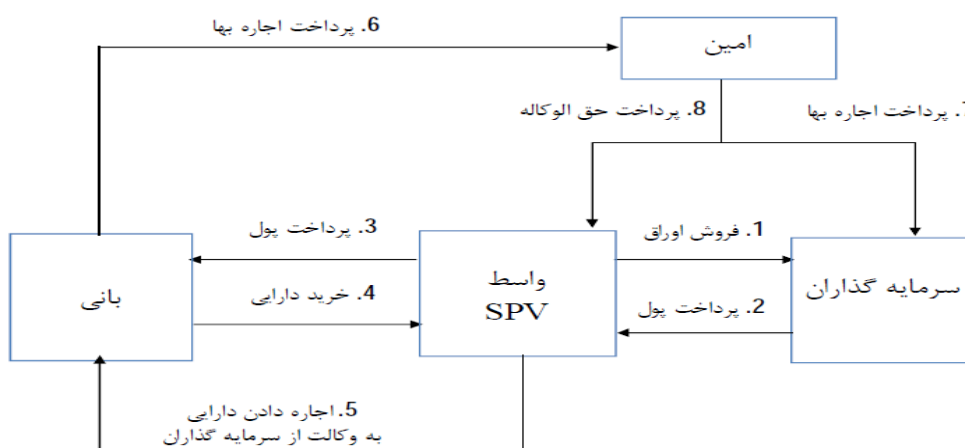 6. پرداخت اجاره بها
امین
8. پرداخت حق الوکاله
7. پرداخت اجاره بها
3. پرداخت پول
1. فروش اوراق
بانی
واسط
SPV
سرمایه گذاران
4. خرید دارایی
2. پرداخت پول
5. اجاره دادن دارایی
به وکالت از سرمایه گذاران